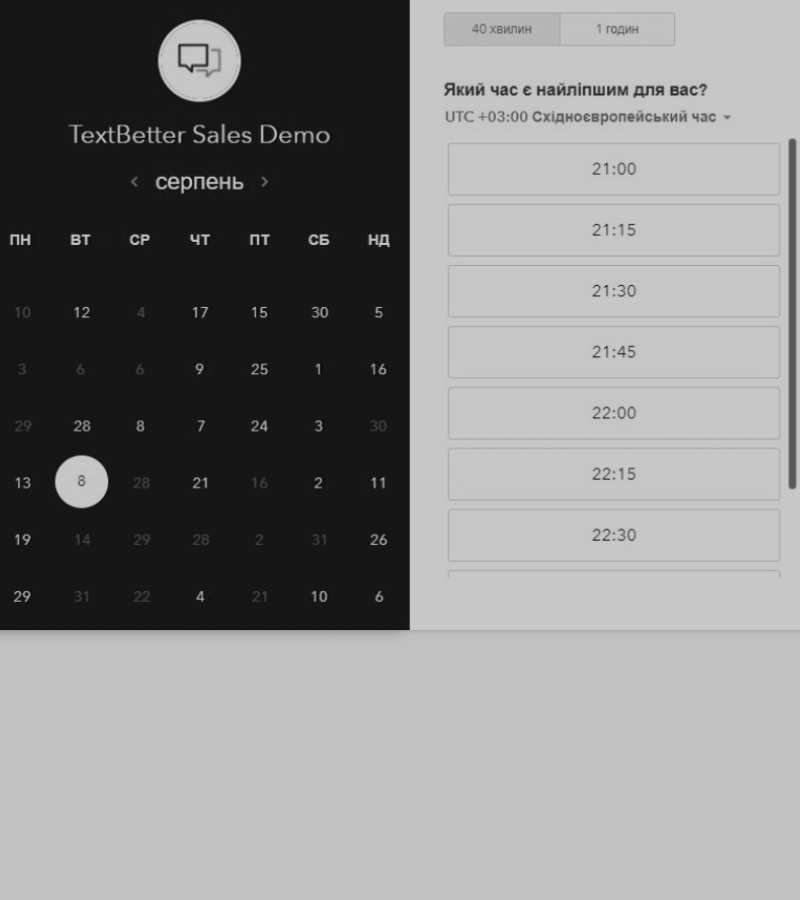 TextBetter Sales Demo
серпень
ПН ВТ СР ЧТ ПТ СБ НД
10 12 4 17 15 30 5
3 6 6 9 25 1 16
29 28 8 7 24 3 30
13 8 28 21 16 2 11
19 14 29 28 2 31 26
29 31 22 4 21 10 6
40 хвилин 1 годин
Який час є найліпшим для вас?
UTC +03:00 Східноєвропейський час
21:00
21:15
21:30
21:45
22:00
22:15
22:30